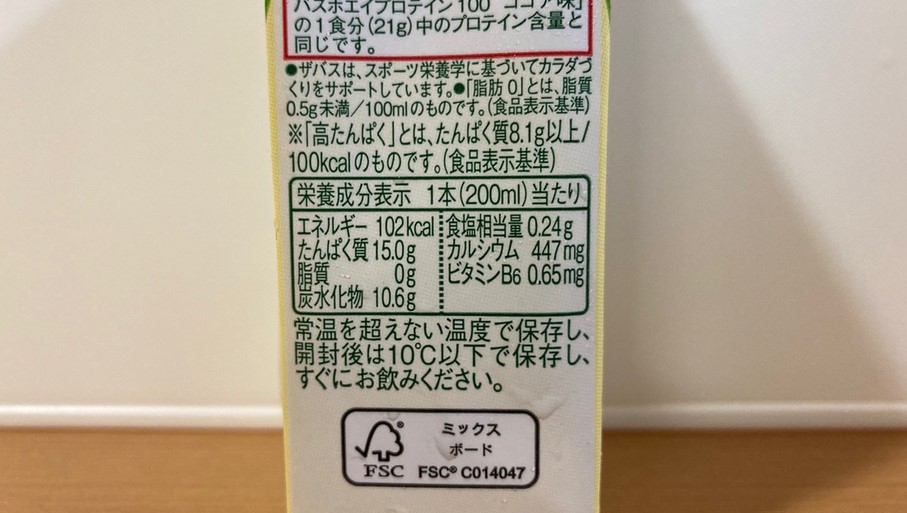 バスホエイプロテイン100 ココア味」
の1食分(21g)中のプロテイン含量と
同じです。
●ザバスは、スポーツ栄養学に基づいてカラダづ
くりをサポートしています。●「脂肪0」とは、脂質
0.5g未満/100mlのものです。(食品表示基準)
※「高たんぱく」とは、たんぱく質8.1g以上/
100kcalのものです。(食品表示基準)
栄養成分表示 1本(200ml)当たり
エネルギー 102kcal
たんぱく質 15.0g
脂質 0g
炭水化物 10.6g
食塩相当量 0.24g
カルシウム 447mg
ビタミンB6 0.65mg
常温を超えない温度で保存し、
開封後は10℃以下で保存し、
すぐにお飲みください。
FSC
ミックス
ボード
FSC® C014047